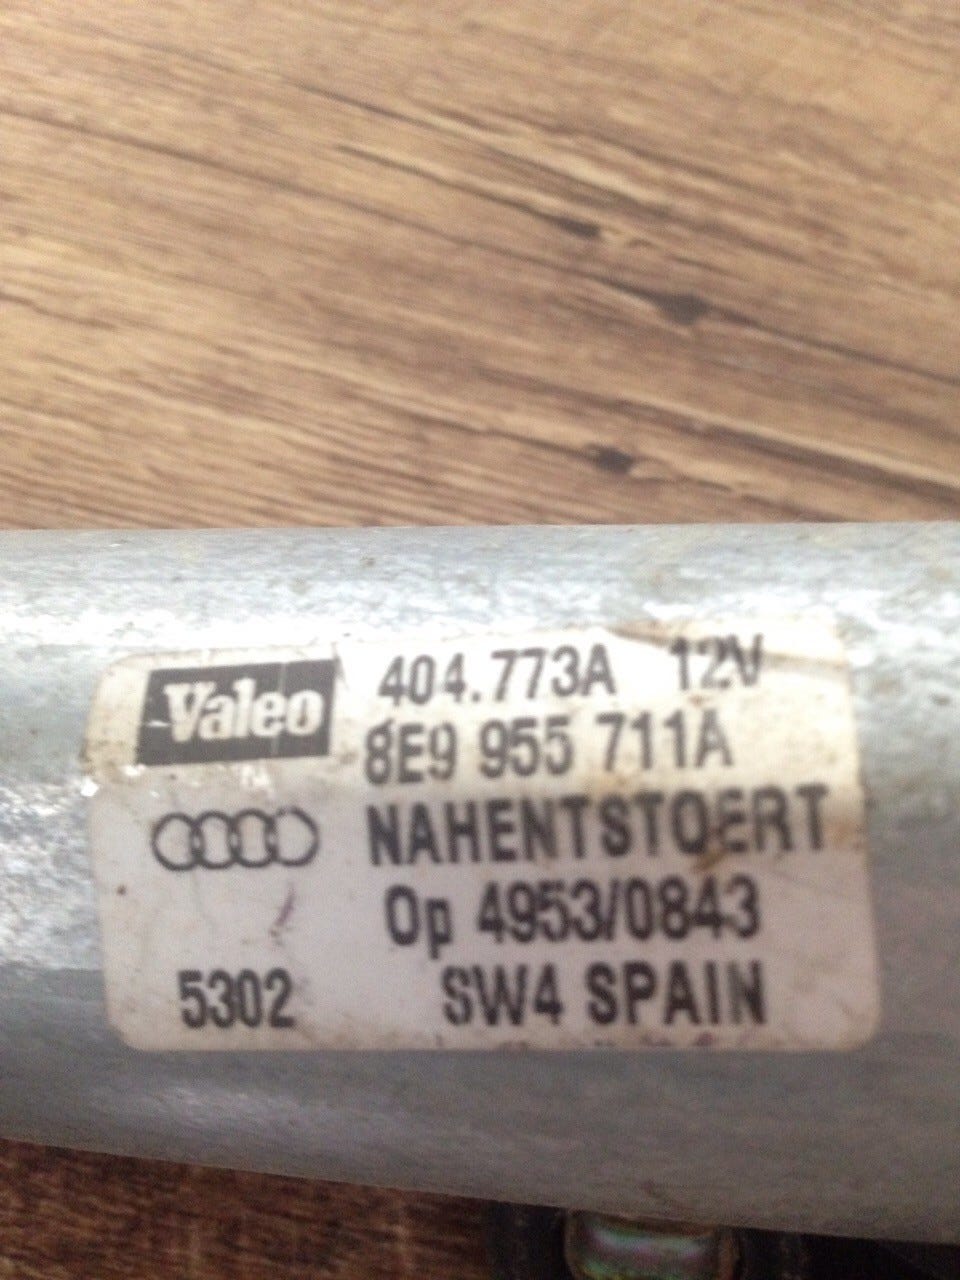 Valeo 404.773A 12V
8E9 955 711A
NAHENTSTOERT
Op 4953/0843
5302 SW4 SPAIN